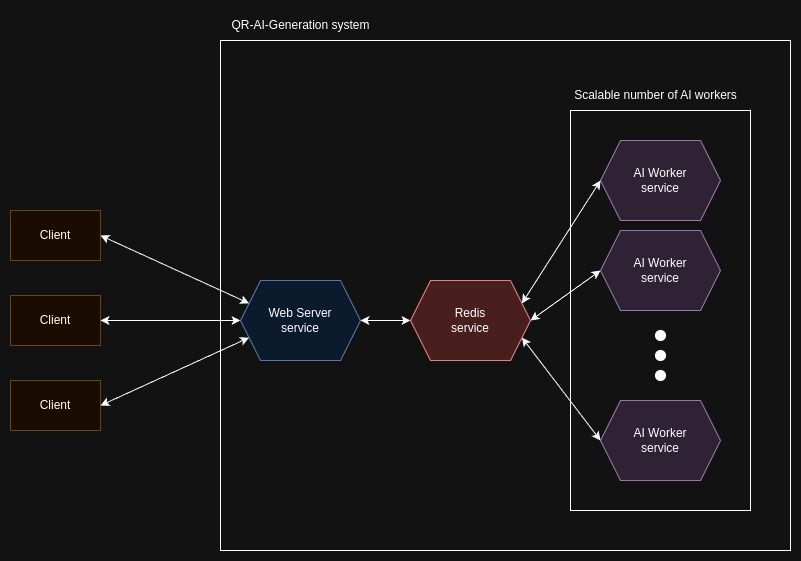 QR-AI-Generation system
Scalable number of AI workers
AI Worker
service
Client
AI Worker
service
Client
Web Server
service
Redis
service
Client
AI Worker
service